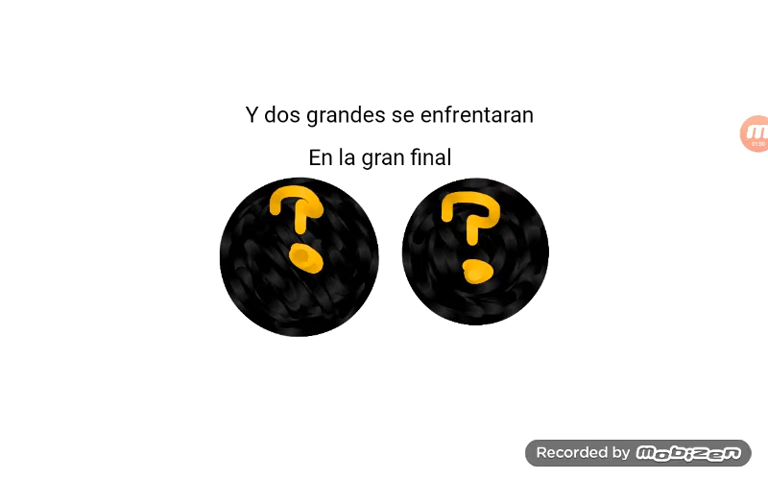 Y dos grandes se enfrentaran
En la gran final
? ?
Recorded by mobizen